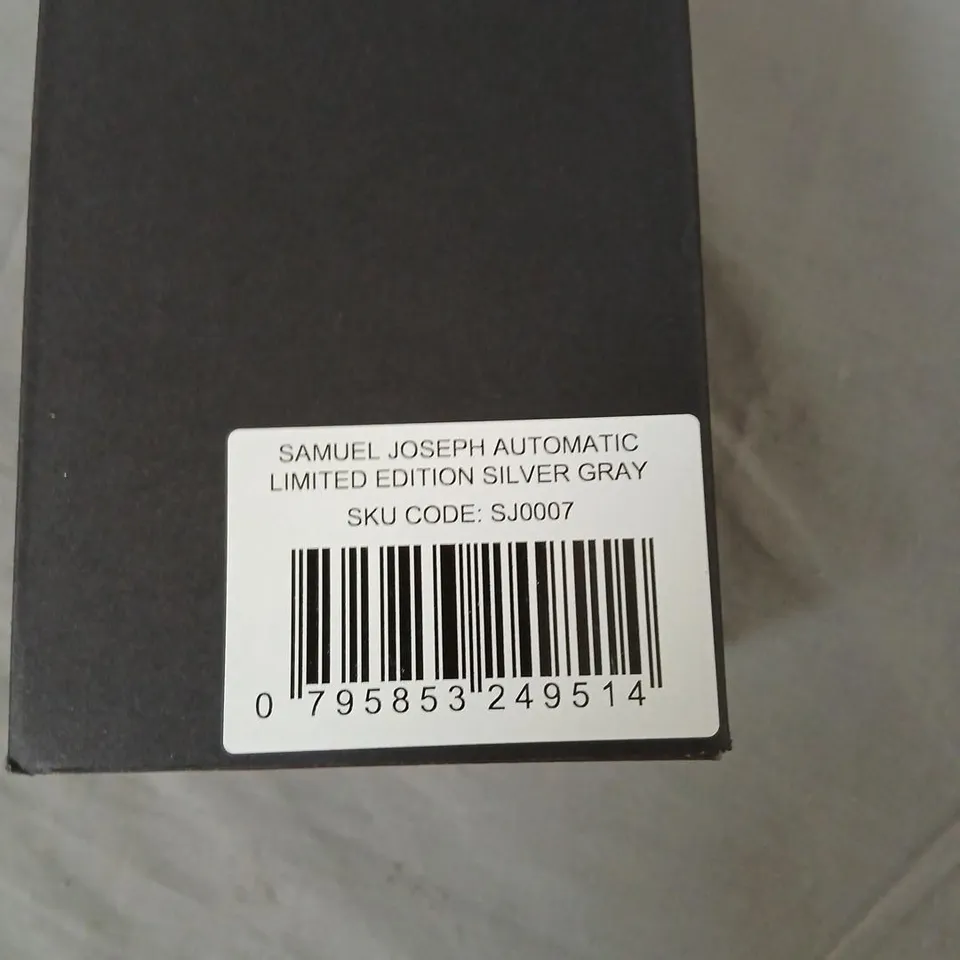 SAMUEL JOSEPH AUTOMATIC
LIMITED EDITION SILVER GRAY
SKU CODE: SJ0007
0 795853 249514